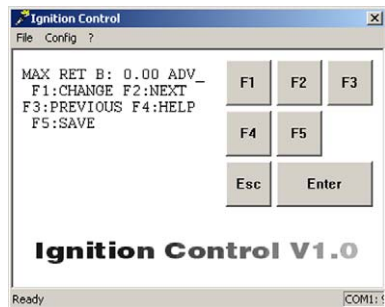 Ignition Control
File Config ?
MAX RET B: 0.00 ADV_
F1:CHANGE F2:NEXT
F3:PREVIOUS F4:HELP
F5:SAVE
F1 F2 F3
F4 F5
Esc Enter
Ignition Control V1.0
Ready COM1: